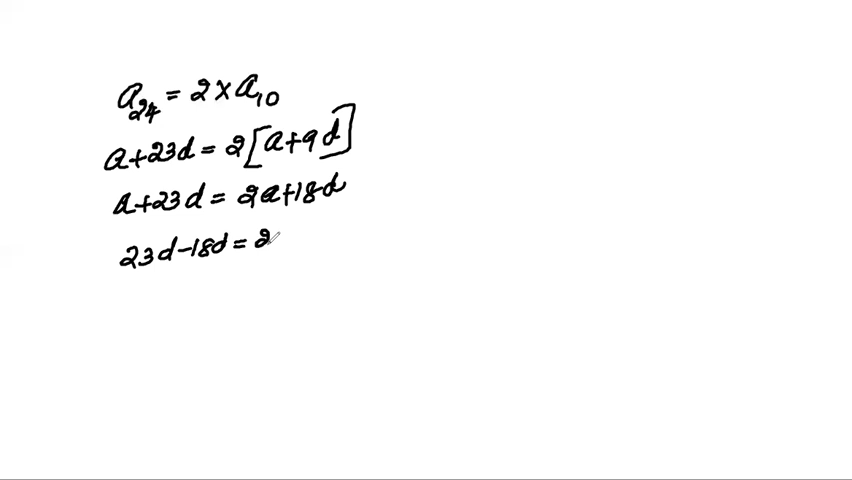 a₂₄ = 2 × a₁₀
a+23d = 2[a+9d]
a+23d = 2a+18d
23d-18d = 2